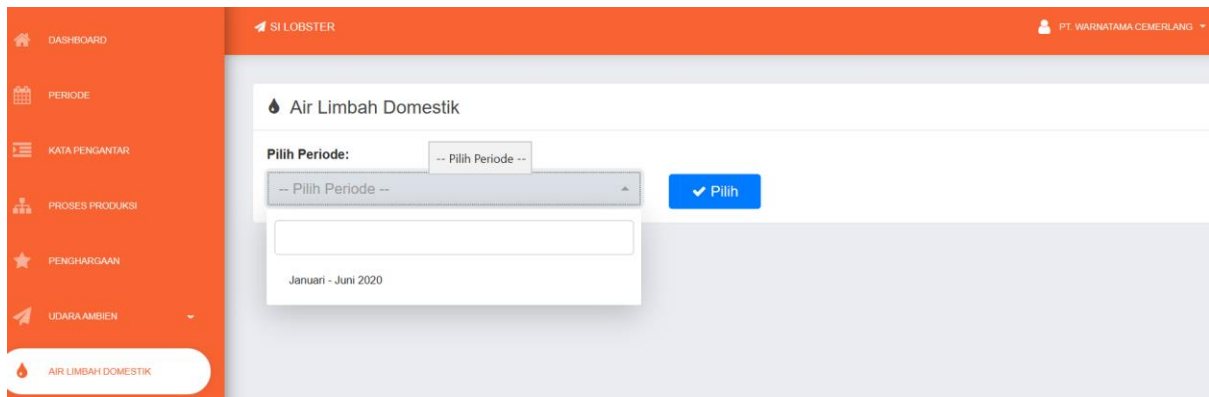 DASHBOARD
PERIODE
KATA PENGANTAR
PROSES PRODUKSI
PENGHARGAAN
UDARA AMBIEN
AIR LIMBAH DOMESTIK
SI LOBSTER
PT. WARNATAMA CEMERLANG
Air Limbah Domestik
Pilih Periode:
-- Pilih Periode --
-- Pilih Periode --
Pilih
Januari - Juni 2020